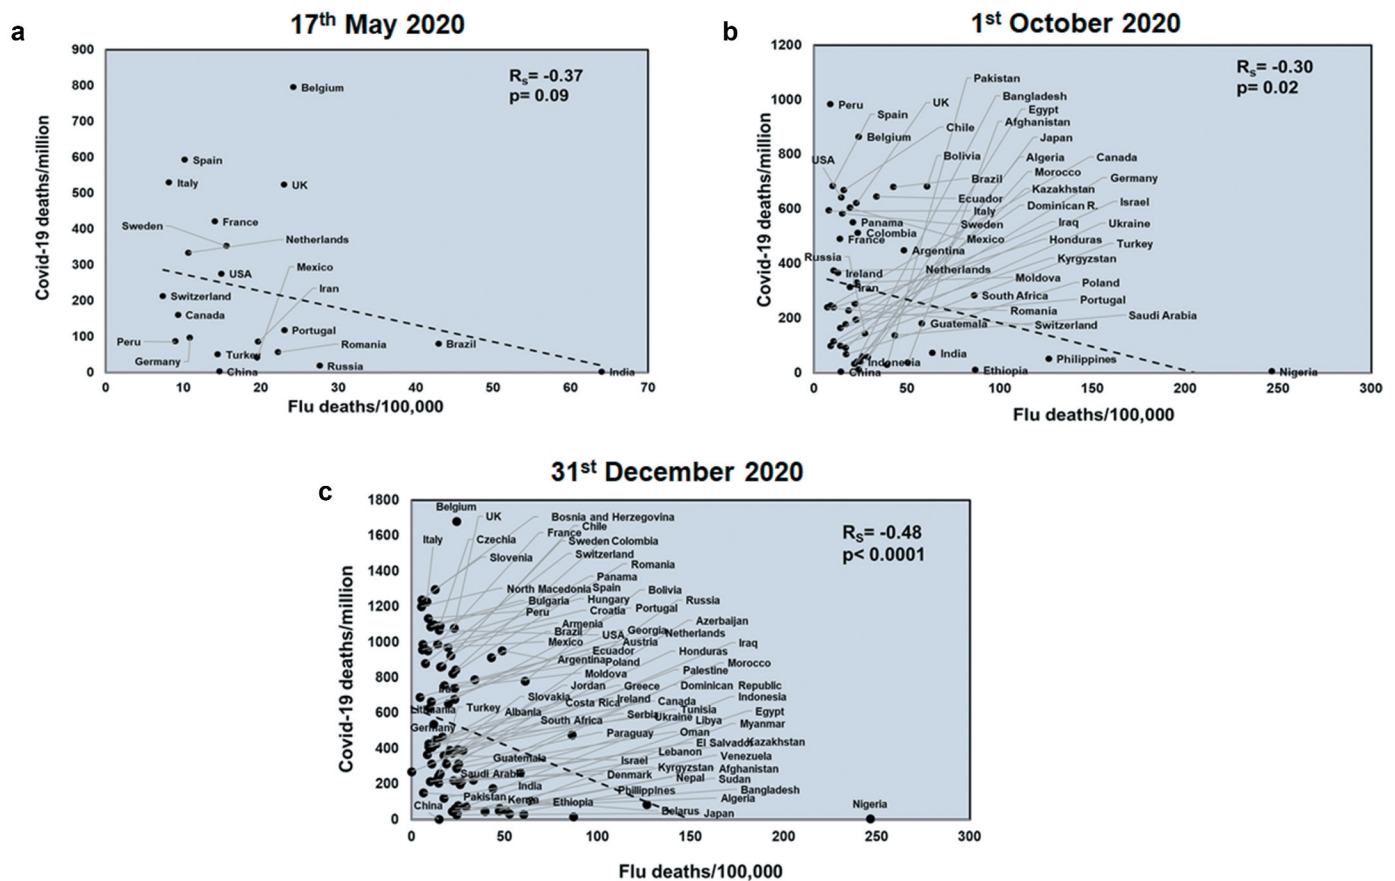 a
17th May 2020
900
800
700
600
500
400
300
200
100
0
Covid-19 deaths/million
Rs= -0.37
p= 0.09
Belgium
Spain
Italy
UK
France
Sweden
Netherlands
USA
Mexico
Iran
Switzerland
Canada
Portugal
Peru
Germany
Turkey
Romania
Brazil
Russia
China
India
0 10 20 30 40 50 60 70
Flu deaths/100,000
b
1st October 2020
1200
1000
800
600
400
200
0
Covid-19 deaths/million
Rs= -0.30
p= 0.02
Pakistan
Bangladesh
Peru
UK
Egypt
Spain
Afghanistan
Chile
Belgium
Japan
USA
Bolivia
Algeria
Canada
Morocco
Brazil
Germany
Kazakhstan
Ecuador
Israel
Italy
Dominican R.
Panama
Sweden
Iraq
Ukraine
Colombia
France
Mexico
Honduras
Turkey
Argentina
Russia
Kyrgyzstan
Ireland
Netherlands
Moldova
Poland
Iran
South Africa
Portugal
Romania
Saudi Arabia
Guatemala
Switzerland
India
Philippines
Indonesia
China
Ethiopia
Nigeria
0 50 100 150 200 250 300
Flu deaths/100,000
c
31st December 2020
1800
1600
1400
1200
1000
800
600
400
200
0
Covid-19 deaths/million
Rs= -0.48
p< 0.0001
Belgium
UK
Bosnia and Herzegovina
Chile
France
Italy
Czechia
Sweden Colombia
Slovenia
Switzerland
Romania
Panama
North Macedonia Spain
Bolivia
Bulgaria
Hungary
Russia
Peru
Croatia
Portugal
Armenia
Azerbaijan
Brazil
USA
Georgia
Netherlands
Mexico
Austria
Iraq
Ecuador
Honduras
Argentina Poland
Morocco
Moldova
Palestine
Iran
Jordan
Greece
Dominican Republic
Slovakia
Costa Rica
Ireland
Canada
Indonesia
Lithuania
Turkey
Albania
Serbia
Tunisia
Egypt
South Africa
Ukraine
Libya
Myanmar
Germany
Paraguay
Oman
El Salvador
Kazakhstan
Guatemala
Lebanon
Venezuela
Israel
Saudi Arabia
Kyrgyzstan
Afghanistan
India
Denmark
Nepal
Sudan
Pakistan
Kenya
Phillippines
Bangladesh
China
Ethiopia
Algeria
Belarus
Japan
Nigeria
0 50 100 150 200 250 300
Flu deaths/100,000